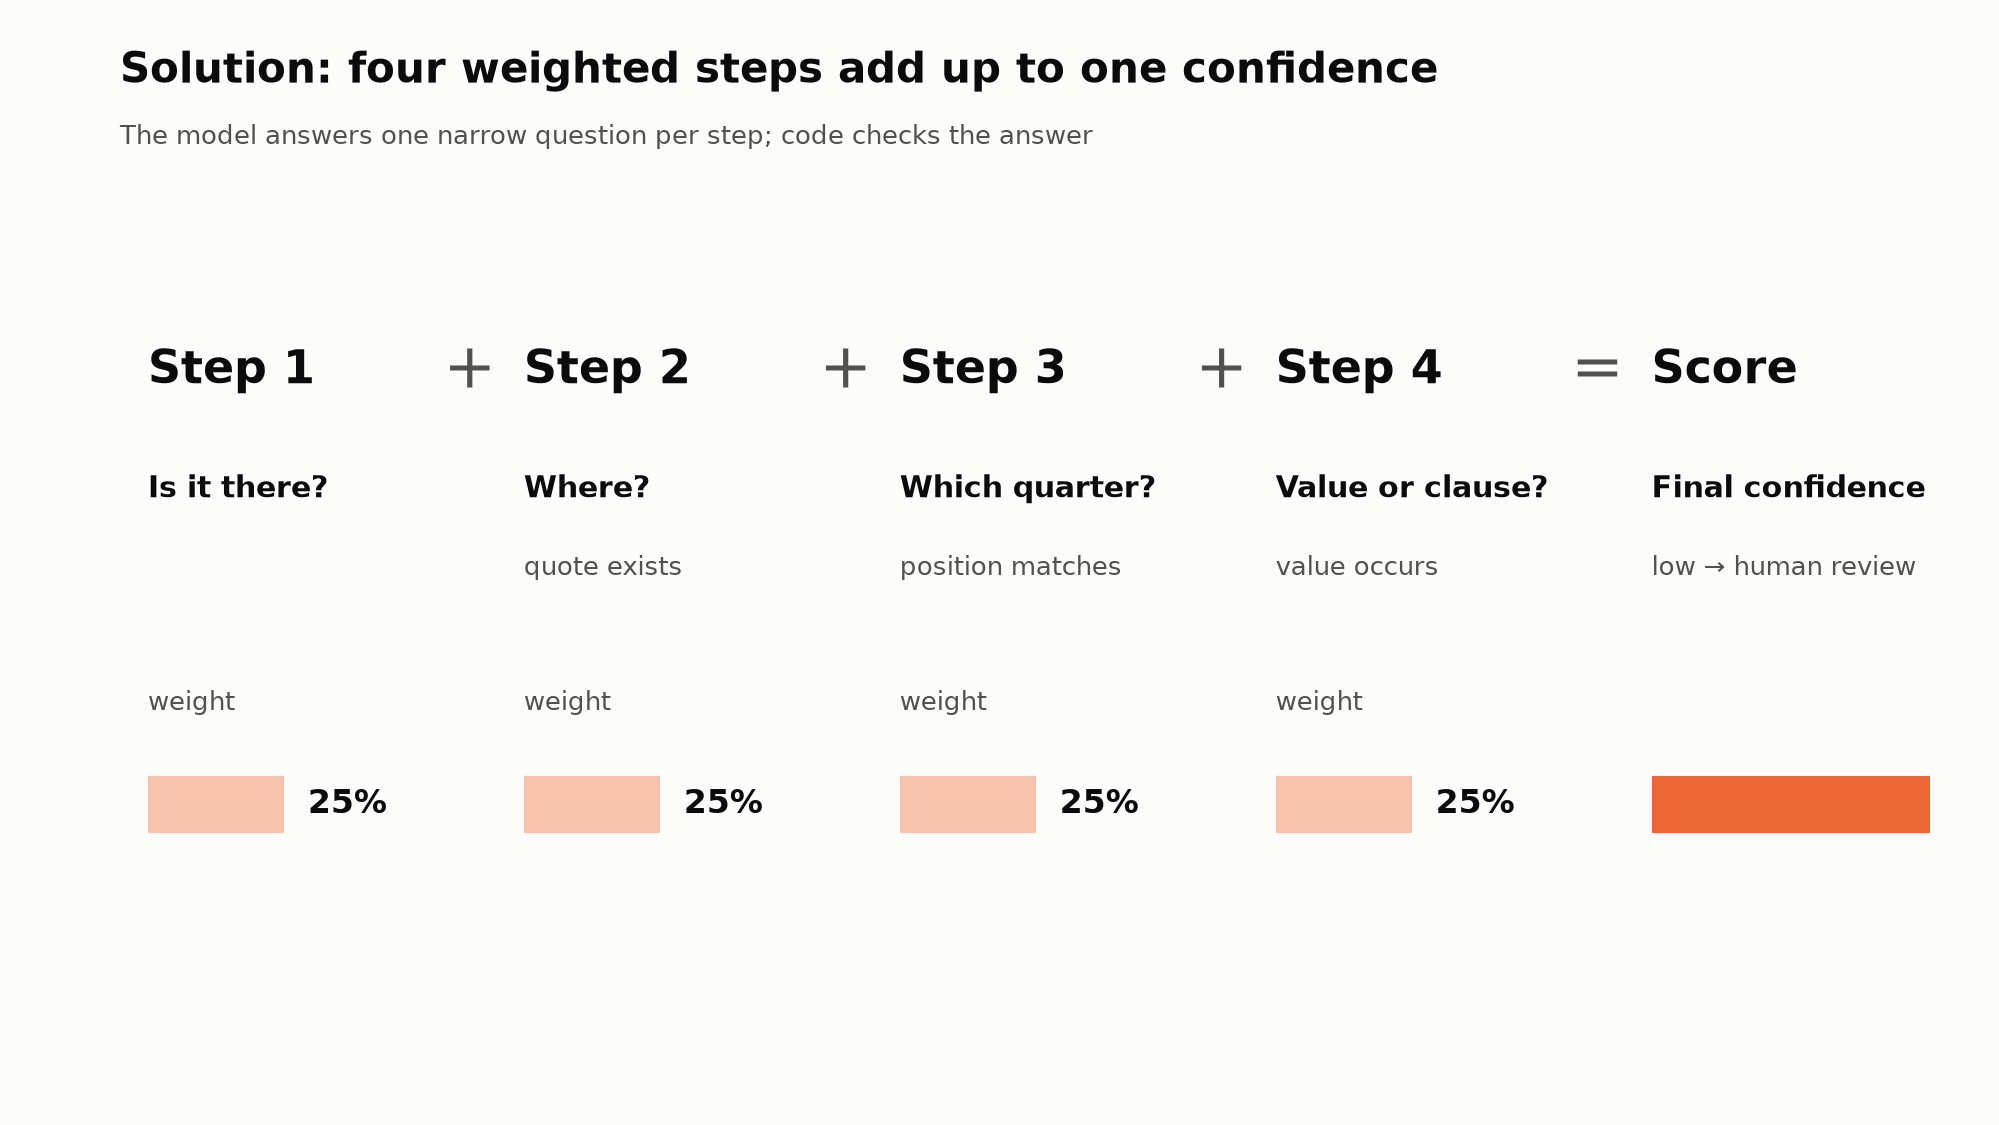 Solution: four weighted steps add up to one confidence
The model answers one narrow question per step; code checks the answer
Step 1 + Step 2 + Step 3 + Step 4 = Score
Is it there? Where? Which quarter? Value or clause? Final confidence
quote exists position matches value occurs low → human review
weight weight weight weight
25% 25% 25% 25%